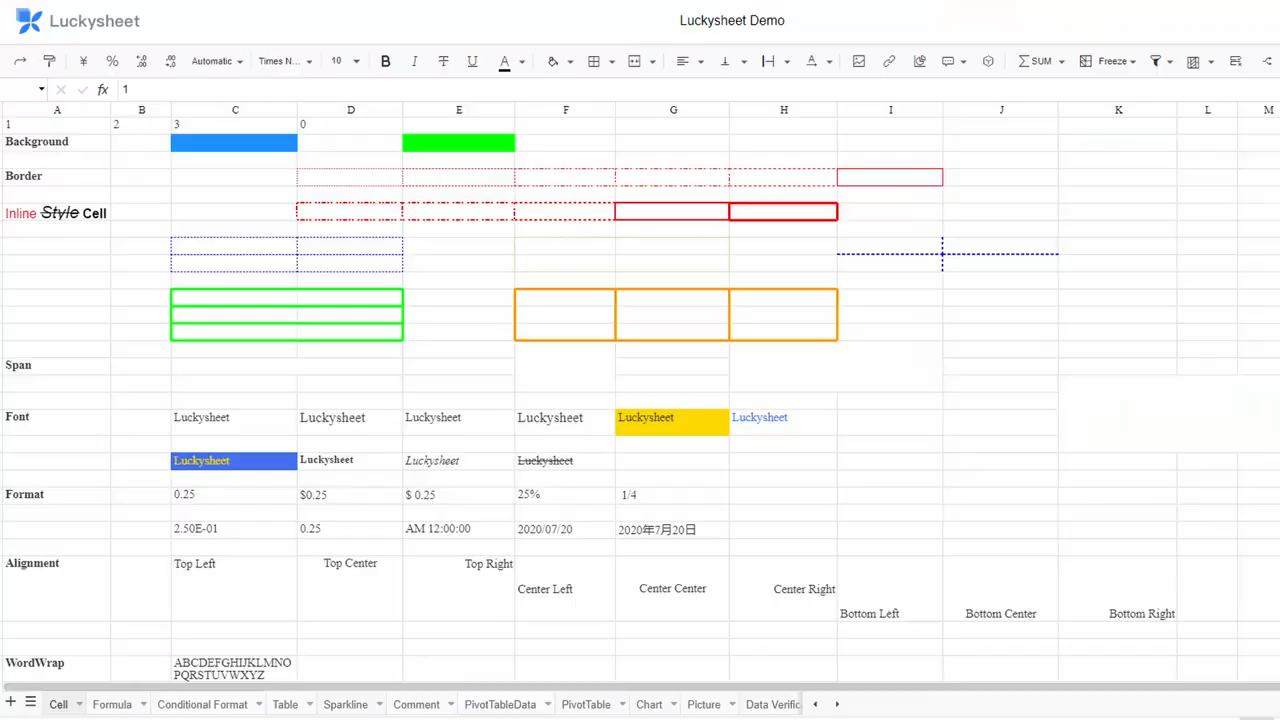 Luckysheet
Luckysheet Demo
¥ % .0 .00 Automatic Times N... 10 B I T U A A SUM Freeze
fx 1
A B C D E F G H I J K L M
1 2 3 0
Background
Border
Inline Style Cell
Span
Font Luckysheet Luckysheet Luckysheet Luckysheet Luckysheet Luckysheet
Luckysheet Luckysheet Luckysheet Luckysheet
Format 0.25 $0.25 $ 0.25 25% 1/4
2.50E-01 0.25 AM 12:00:00 2020/07/20 2020年7月20日
Alignment Top Left Top Center Top Right
Center Left Center Center Center Right
Bottom Left Bottom Center Bottom Right
WordWrap ABCDEFGHIJKLMNO
PQRSTUVWXYZ
Cell Formula Conditional Format Table Sparkline Comment PivotTableData PivotTable Chart Picture Data Verific